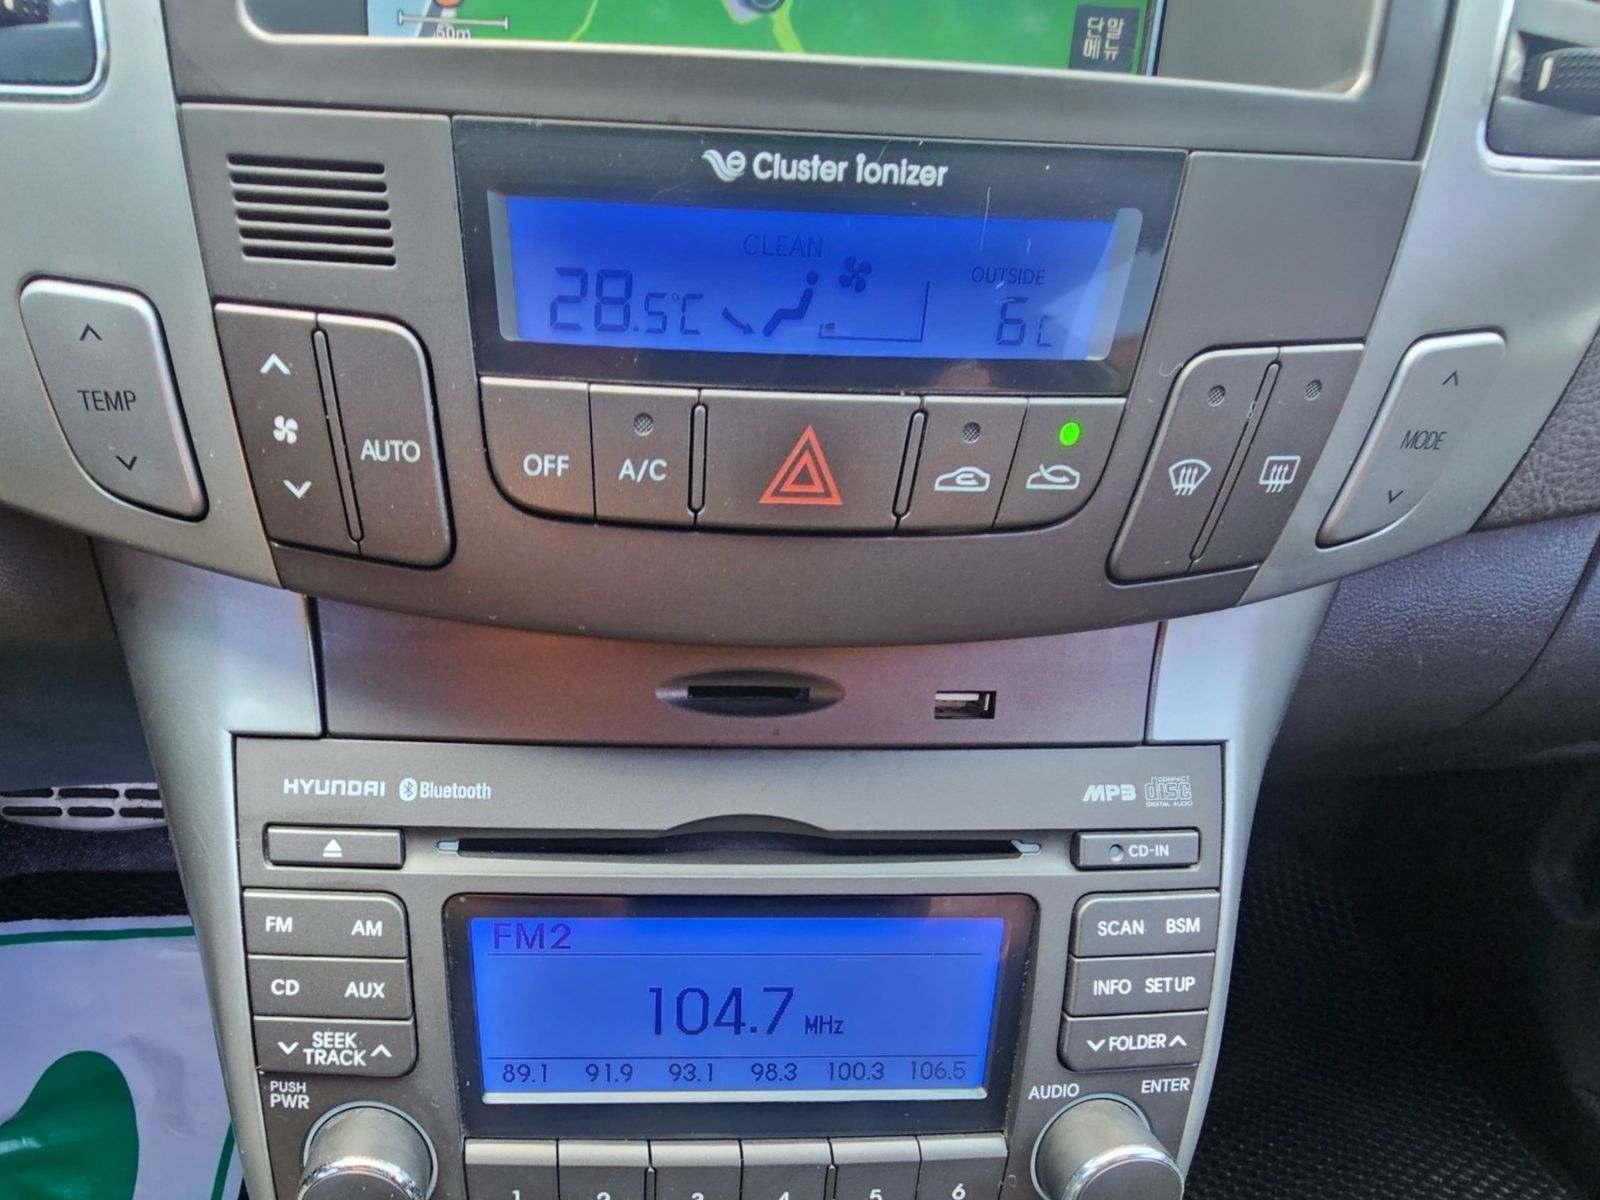 50m
단말
메뉴
Cluster ionizer
CLEAN
28.5℃
OUTSIDE
6℃
TEMP
AUTO
OFF
A/C
MODE
HYUNDAI
Bluetooth
MP3
COMPACT
disc
DIGITAL AUDIO
CD-IN
FM AM
CD AUX
SEEK
TRACK
PUSH
PWR
FM2
104.7 MHz
89.1 91.9 93.1 98.3 100.3 106.5
SCAN BSM
INFO SETUP
FOLDER
AUDIO
ENTER
1 2 3 4 5 6